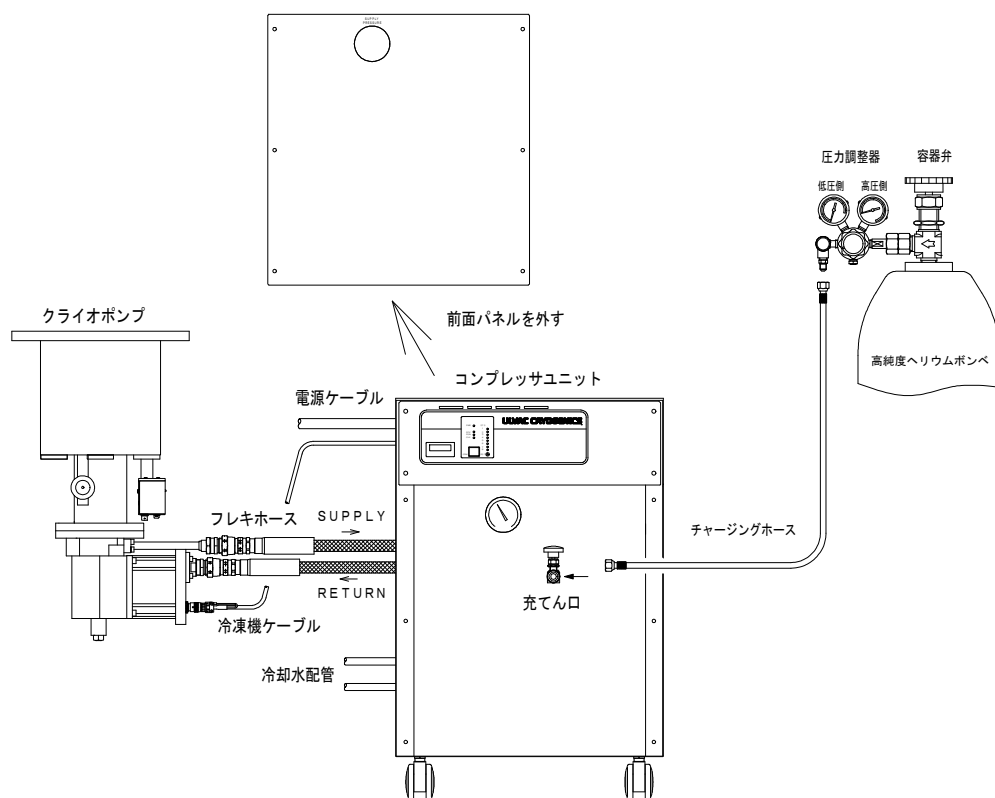 SUPPLY
PRESSURE
圧力調整器
容器弁
低圧側
高圧側
クライオポンプ
前面パネルを外す
高純度ヘリウムボンベ
コンプレッサユニット
電源ケーブル
ULVAC CRYOGENICS
フレキホース
SUPPLY
チャージングホース
RETURN
充てん口
冷凍機ケーブル
冷却水配管